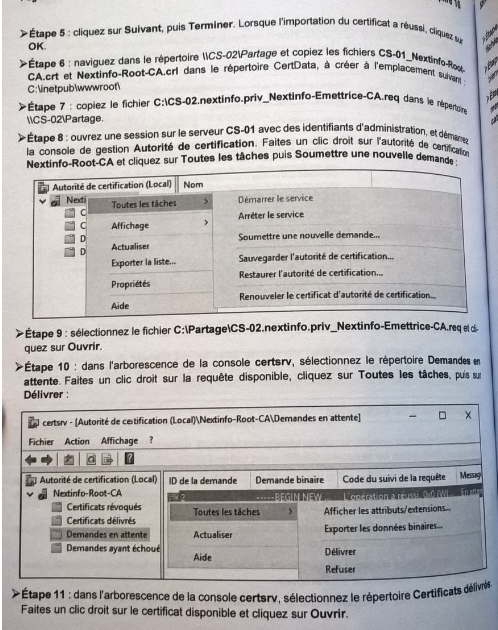 ➤Étape 5 : cliquez sur Suivant, puis Terminer. Lorsque l'importation du certificat a réussi, cliquez sur
OK.
➤Étape 6 : naviguez dans le répertoire \\CS-02\Partage et copiez les fichiers CS-01_Nextinfo-Root-
CA.crt et Nextinfo-Root-CA.crl dans le répertoire CertData, à créer à l'emplacement suivant :
C:\inetpub\wwwroot\
➤Étape 7 : copiez le fichier C:\CS-02.nextinfo.priv_Nextinfo-Emettrice-CA.req dans le répertoire
\\CS-02\Partage.
➤Étape 8 : ouvrez une session sur le serveur CS-01 avec des identifiants d'administration, et démarrez
la console de gestion Autorité de certification. Faites un clic droit sur l'autorité de certification
Nextinfo-Root-CA et cliquez sur Toutes les tâches puis Soumettre une nouvelle demande :
Autorité de certification (Local) Nom
Nexti Toutes les tâches > Démarrer le service
C Arrêter le service
C Affichage >
D Soumettre une nouvelle demande...
D Actualiser
Exporter la liste... Sauvegarder l'autorité de certification...
Restaurer l'autorité de certification...
Propriétés
Renouveler le certificat d'autorité de certification...
Aide
➤Étape 9 : sélectionnez le fichier C:\Partage\CS-02.nextinfo.priv_Nextinfo-Emettrice-CA.req et cli-
quez sur Ouvrir.
➤Étape 10 : dans l'arborescence de la console certsrv, sélectionnez le répertoire Demandes en
attente. Faites un clic droit sur la requête disponible, cliquez sur Toutes les tâches, puis sur
Délivrer :
certsrv - [Autorité de certification (Local)\Nextinfo-Root-CA\Demandes en attente] — □ X
Fichier Action Affichage ?
Autorité de certification (Local) ID de la demande Demande binaire Code du suivi de la requête Messag
Nextinfo-Root-CA 2 -----BEGIN NEW... L'opération a réussi. 0x0 (WI... En att
Certificats révoqués Toutes les tâches > Afficher les attributs/extensions...
Certificats délivrés Exporter les données binaires...
Demandes en attente Actualiser
Demandes ayant échoué Aide Délivrer
Refuser
➤Étape 11 : dans l'arborescence de la console certsrv, sélectionnez le répertoire Certificats délivrés.
Faites un clic droit sur le certificat disponible et cliquez sur Ouvrir.